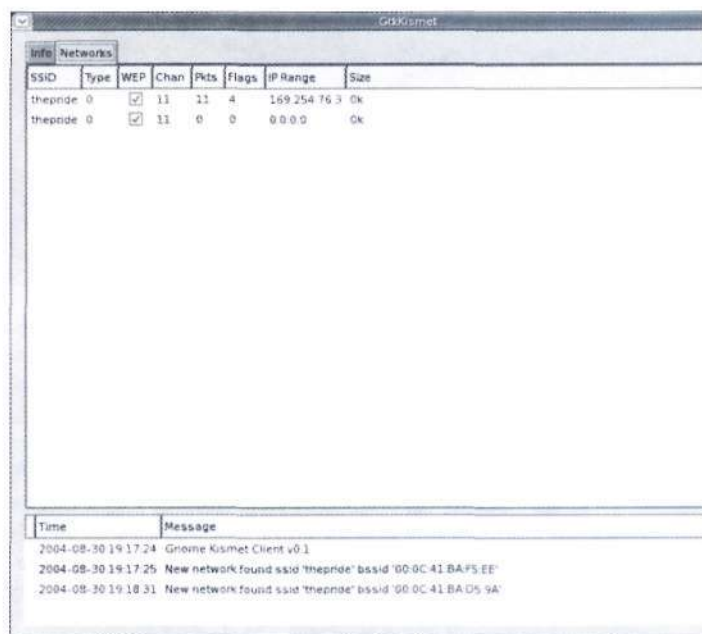 GtkKismet
Info Networks
SSID Type WEP Chan Pkts Flags IP Range Size
thepride 0 11 11 4 169.254.76.3 0k
thepride 0 11 0 0 0.0.0.0 0k
Time Message
2004-08-30 19:17:24 Gnome Kismet Client v0.1
2004-08-30 19:17:25 New network found ssid 'thepride' bssid '00:0C:41:BA:F5:EE'
2004-08-30 19:18:31 New network found ssid 'thepride' bssid '00:0C:41:BA:D5:9A'